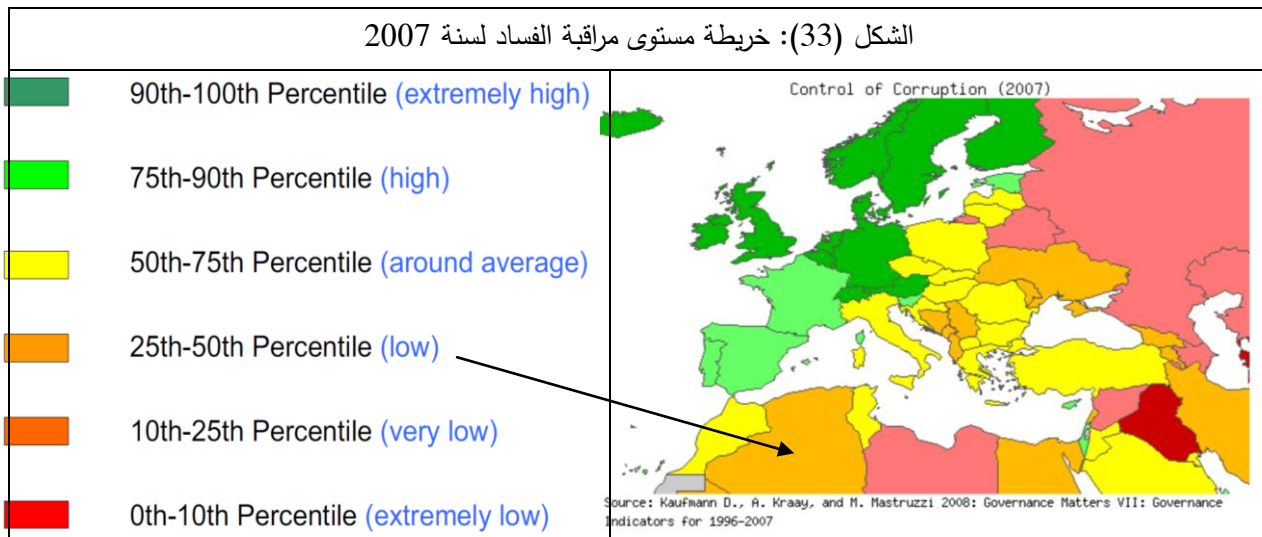 الشكل (33): خريطة مستوى مراقبة الفساد لسنة 2007
90th-100th Percentile (extremely high)
75th-90th Percentile (high)
50th-75th Percentile (around average)
25th-50th Percentile (low)
10th-25th Percentile (very low)
0th-10th Percentile (extremely low)
Control of Corruption (2007)
Source: Kaufmann D., A. Kraay, and M. Mastruzzi 2008: Governance Matters VII: Governance
Indicators for 1996-2007